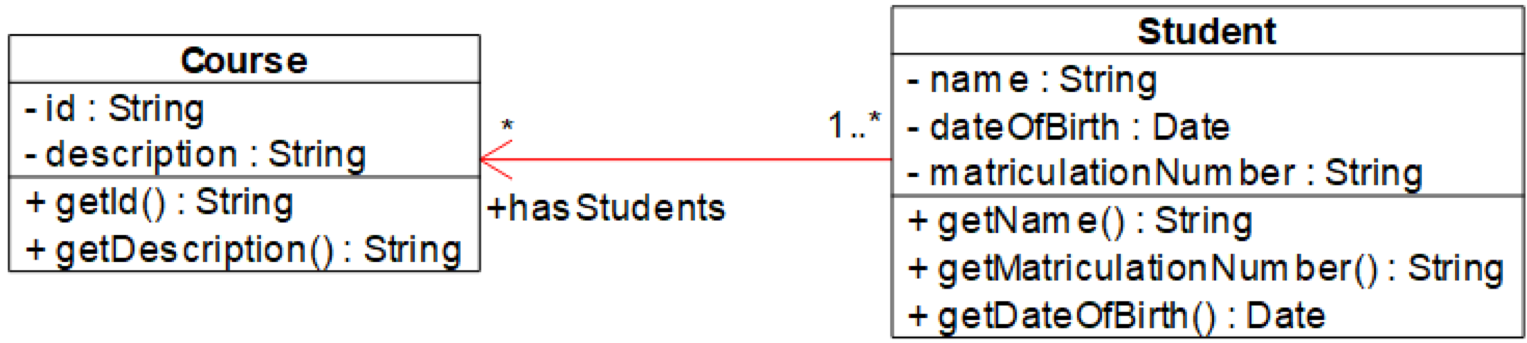 Course
- id : String
- description : String
+ getId() : String
+ getDescription() : String
*
+hasStudents
1..*
Student
- name : String
- dateOfBirth : Date
- matriculationNumber : String
+ getName() : String
+ getMatriculationNumber() : String
+ getDateOfBirth() : Date